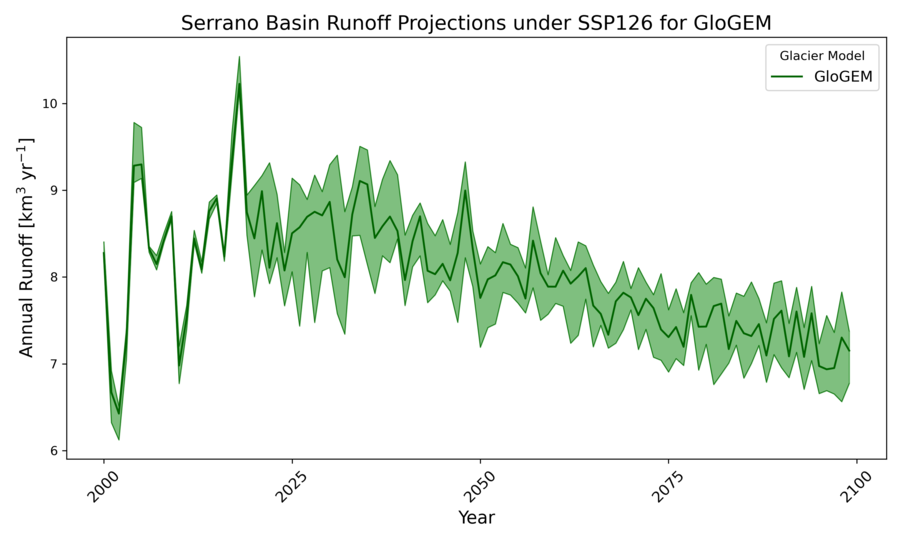 Serrano Basin Runoff Projections under SSP126 for GloGEM
Glacier Model
GloGEM
Annual Runoff [km³ yr⁻¹]
10
9
8
7
6
2000
2025
2050
2075
2100
Year